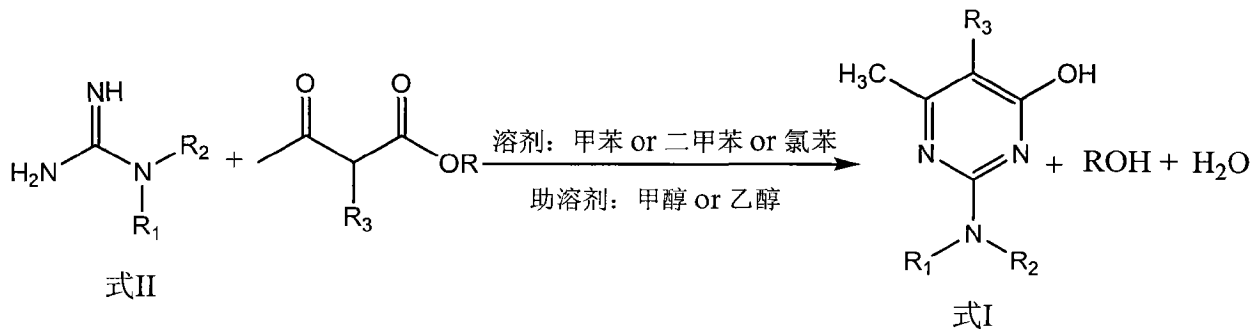 R3
H3C
OH
N
N
N
R1
R2
式I
NH
H2N
N
R2
R1
式II
+
O
O
OR
R3
溶剂：甲苯 or 二甲苯 or 氯苯
助溶剂：甲醇 or 乙醇
+ ROH + H2O